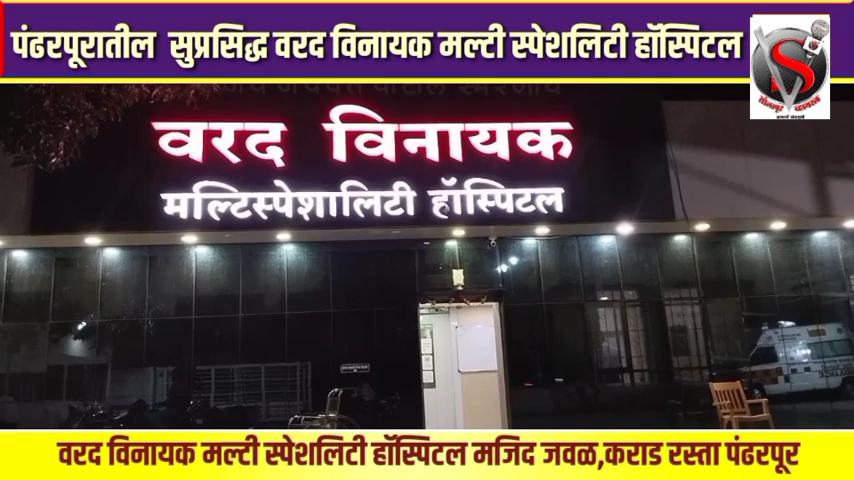 पंढरपूरातील सुप्रसिद्ध वरद विनायक मल्टी स्पेशलिटी हॉस्पिटल
वरद विनायक
मल्टिस्पेशालिटी हॉस्पिटल
वरद विनायक मल्टी स्पेशलिटी हॉस्पिटल मजिद जवळ,कराड रस्ता पंढरपूर